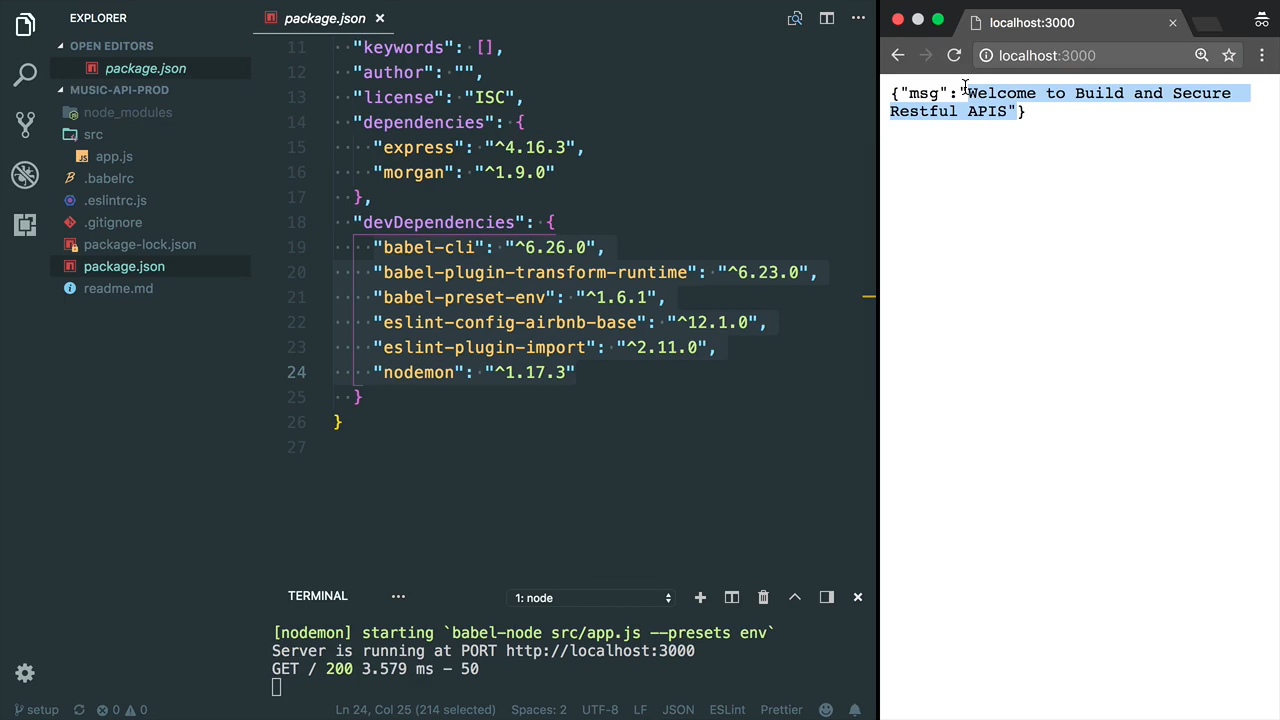 EXPLORER
OPEN EDITORS
package.json
MUSIC-API-PROD
node_modules
src
JS app.js
.babelrc
.eslintrc.js
.gitignore
package-lock.json
package.json
readme.md
package.json
11 "keywords": [],
12 "author": "",
13 "license": "ISC",
14 "dependencies": {
15 "express": "^4.16.3",
16 "morgan": "^1.9.0"
17 },
18 "devDependencies": {
19 "babel-cli": "^6.26.0",
20 "babel-plugin-transform-runtime": "^6.23.0",
21 "babel-preset-env": "^1.6.1",
22 "eslint-config-airbnb-base": "^12.1.0",
23 "eslint-plugin-import": "^2.11.0",
24 "nodemon": "^1.17.3"
25 }
26 }
27
TERMINAL
1: node
[nodemon] starting `babel-node src/app.js --presets env`
Server is running at PORT http://localhost:3000
GET / 200 3.579 ms - 50
setup 0 0 Ln 24, Col 25 (214 selected) Spaces: 2 UTF-8 LF JSON ESLint Prettier
localhost:3000
localhost:3000
{"msg":"Welcome to Build and Secure
Restful APIS"}